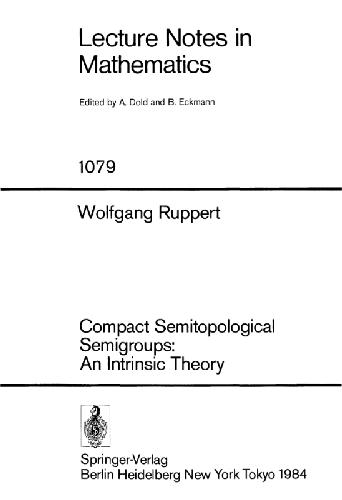 Lecture Notes in
Mathematics
Edited by A. Dold and B. Eckmann
1079
Wolfgang Ruppert
Compact Semitopological
Semigroups:
An Intrinsic Theory
Springer-Verlag
Berlin Heidelberg New York Tokyo 1984